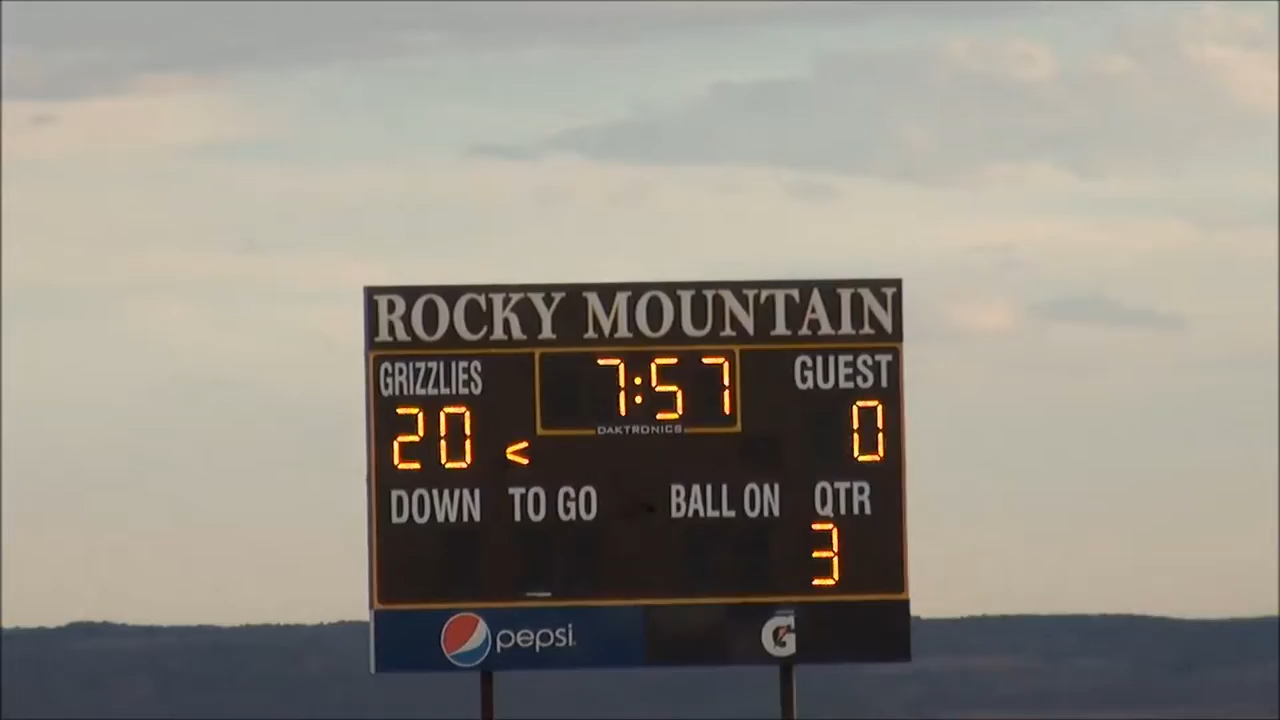 ROCKY MOUNTAIN
GRIZZLIES 7:57 GUEST
DAKTRONICS
20 < 0
DOWN TO GO BALL ON QTR
3
pepsi G